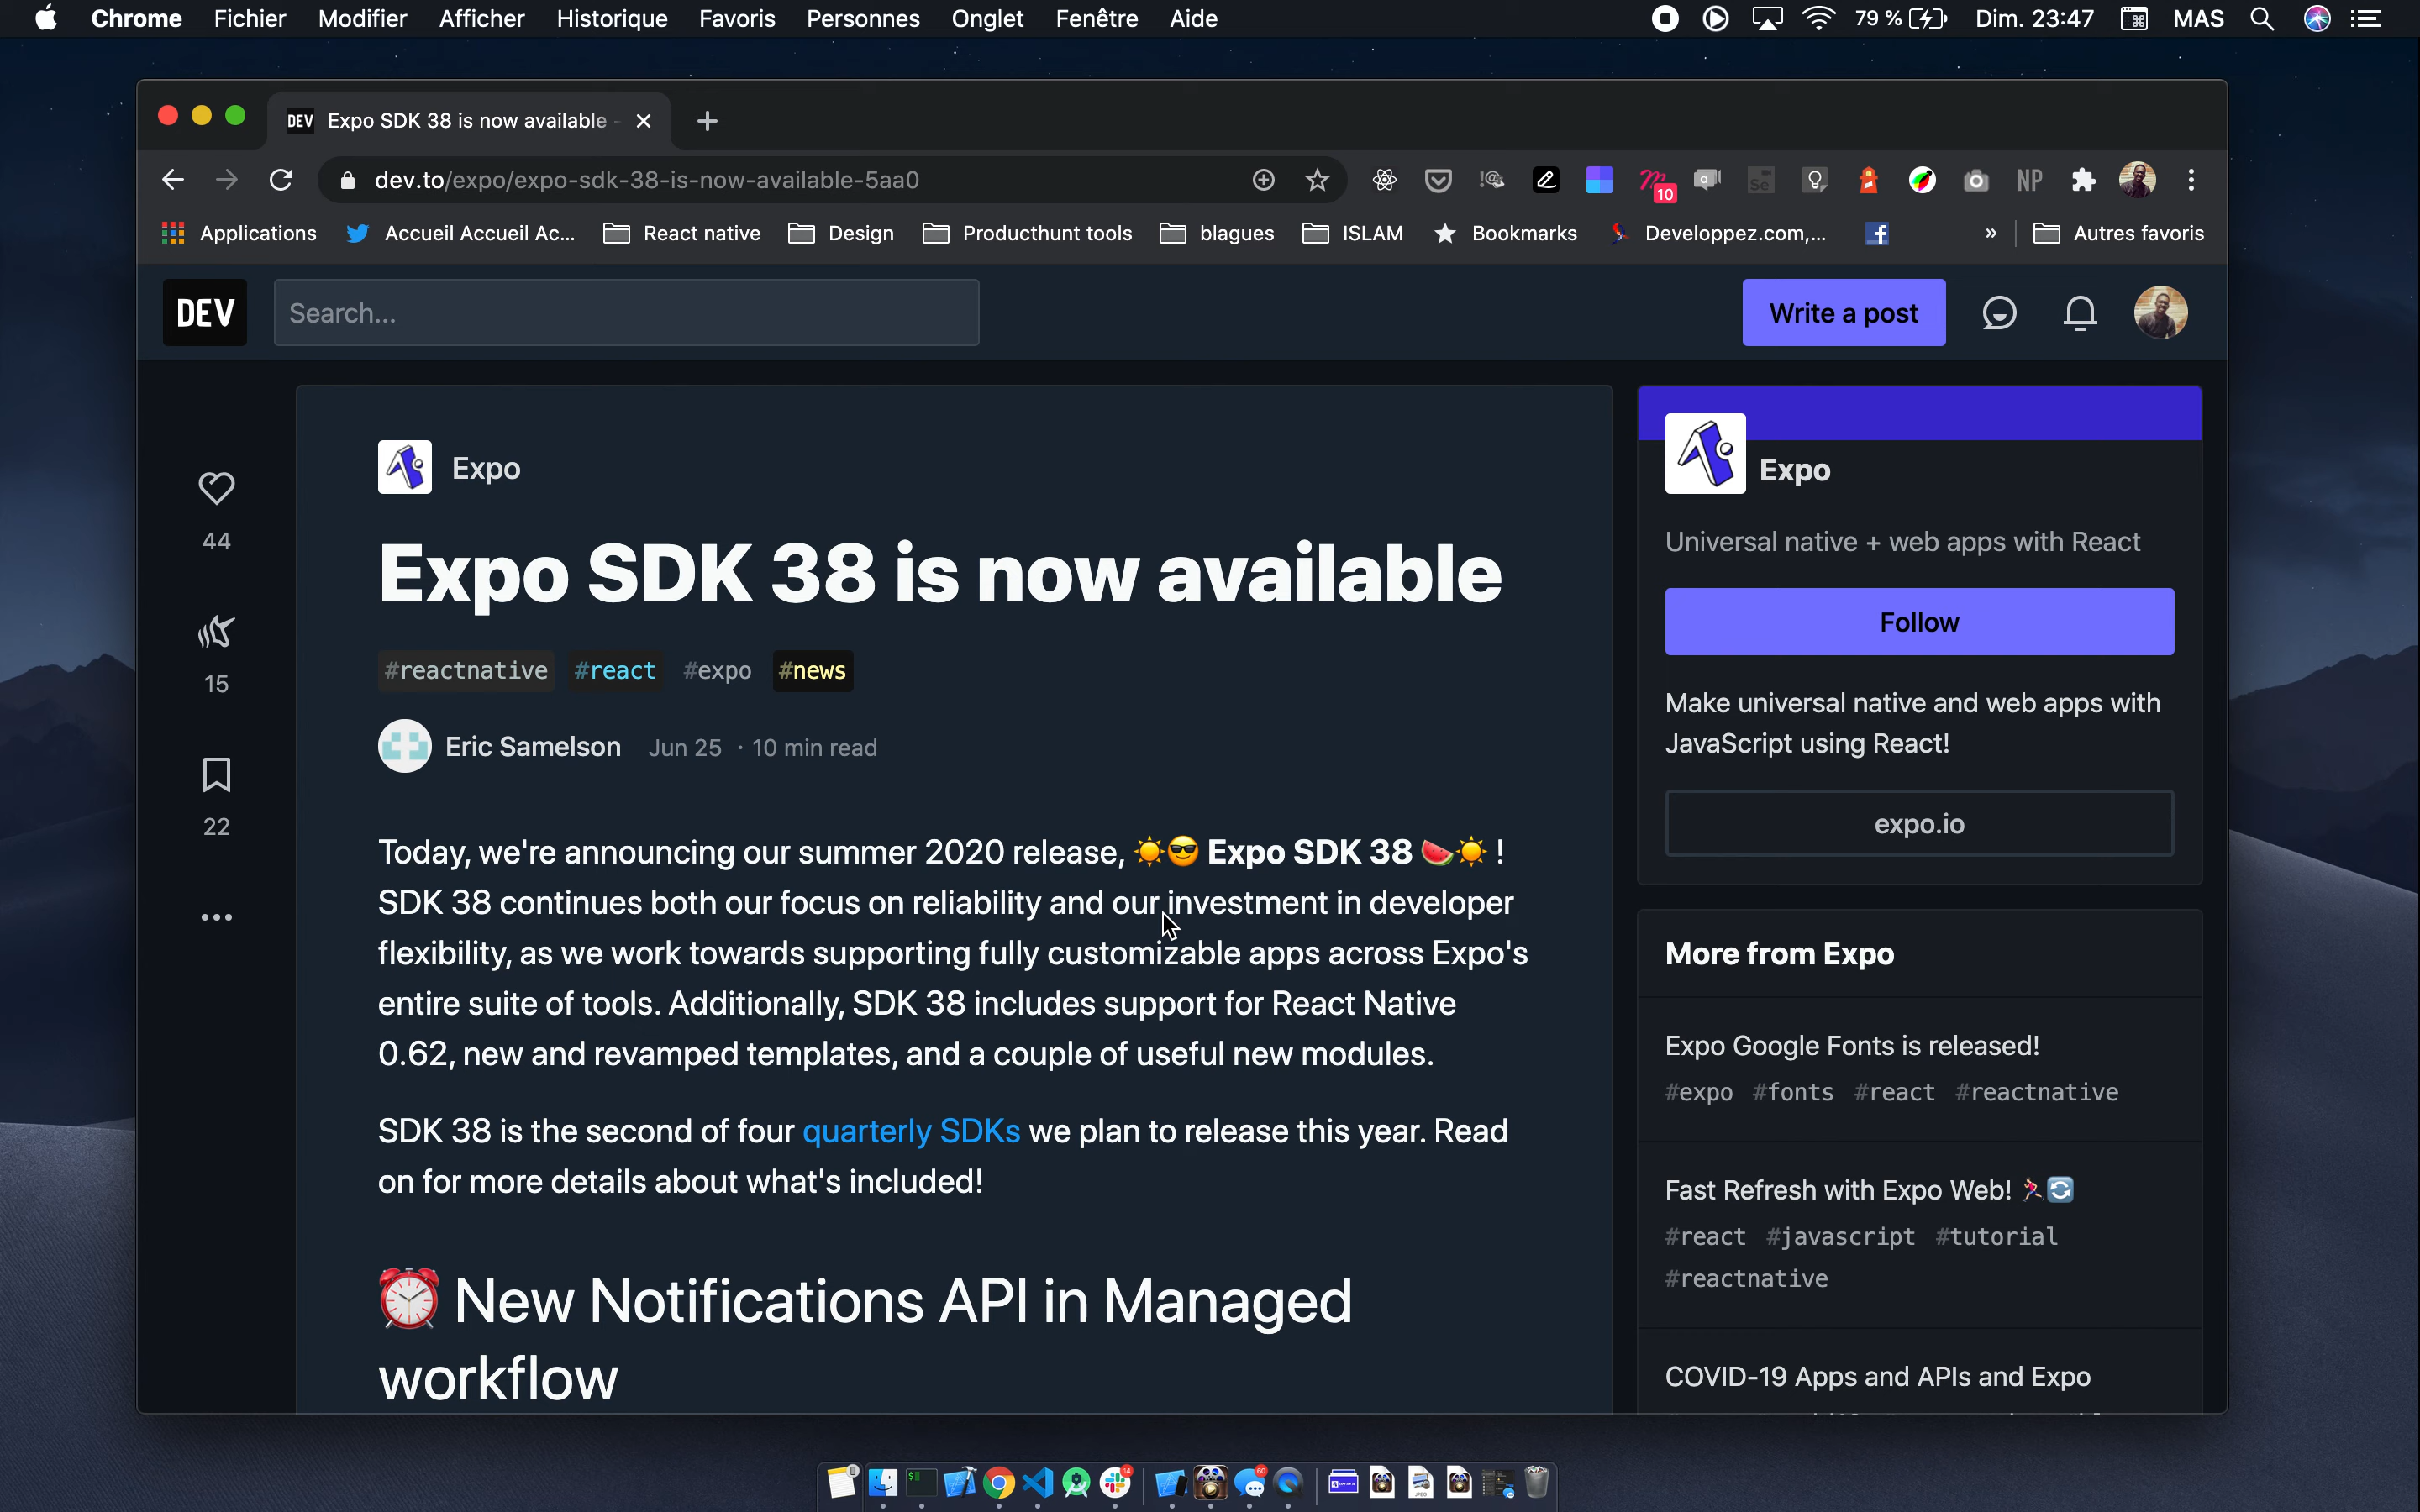 Chrome Fichier Modifier Afficher Historique Favoris Personnes Onglet Fenêtre Aide 79 % Dim. 23:47 MAS
DEV Expo SDK 38 is now available -
dev.to/expo/expo-sdk-38-is-now-available-5aa0 10 NP
Applications Accueil Accueil Ac... React native Design Producthunt tools blagues ISLAM Bookmarks Developpez.com,... » Autres favoris
DEV Search... Write a post
Expo
Expo SDK 38 is now available
#reactnative #react #expo #news
Eric Samelson Jun 25 ・10 min read
44
15
22
Today, we're announcing our summer 2020 release, ☀️😎 Expo SDK 38 🍉☀️ !
SDK 38 continues both our focus on reliability and our investment in developer
flexibility, as we work towards supporting fully customizable apps across Expo's
entire suite of tools. Additionally, SDK 38 includes support for React Native
0.62, new and revamped templates, and a couple of useful new modules.
SDK 38 is the second of four quarterly SDKs we plan to release this year. Read
on for more details about what's included!
⏰ New Notifications API in Managed
workflow
Expo
Universal native + web apps with React
Follow
Make universal native and web apps with
JavaScript using React!
expo.io
More from Expo
Expo Google Fonts is released!
#expo #fonts #react #reactnative
Fast Refresh with Expo Web! 🏃🏽‍♀️🔄
#react #javascript #tutorial
#reactnative
COVID-19 Apps and APIs and Expo